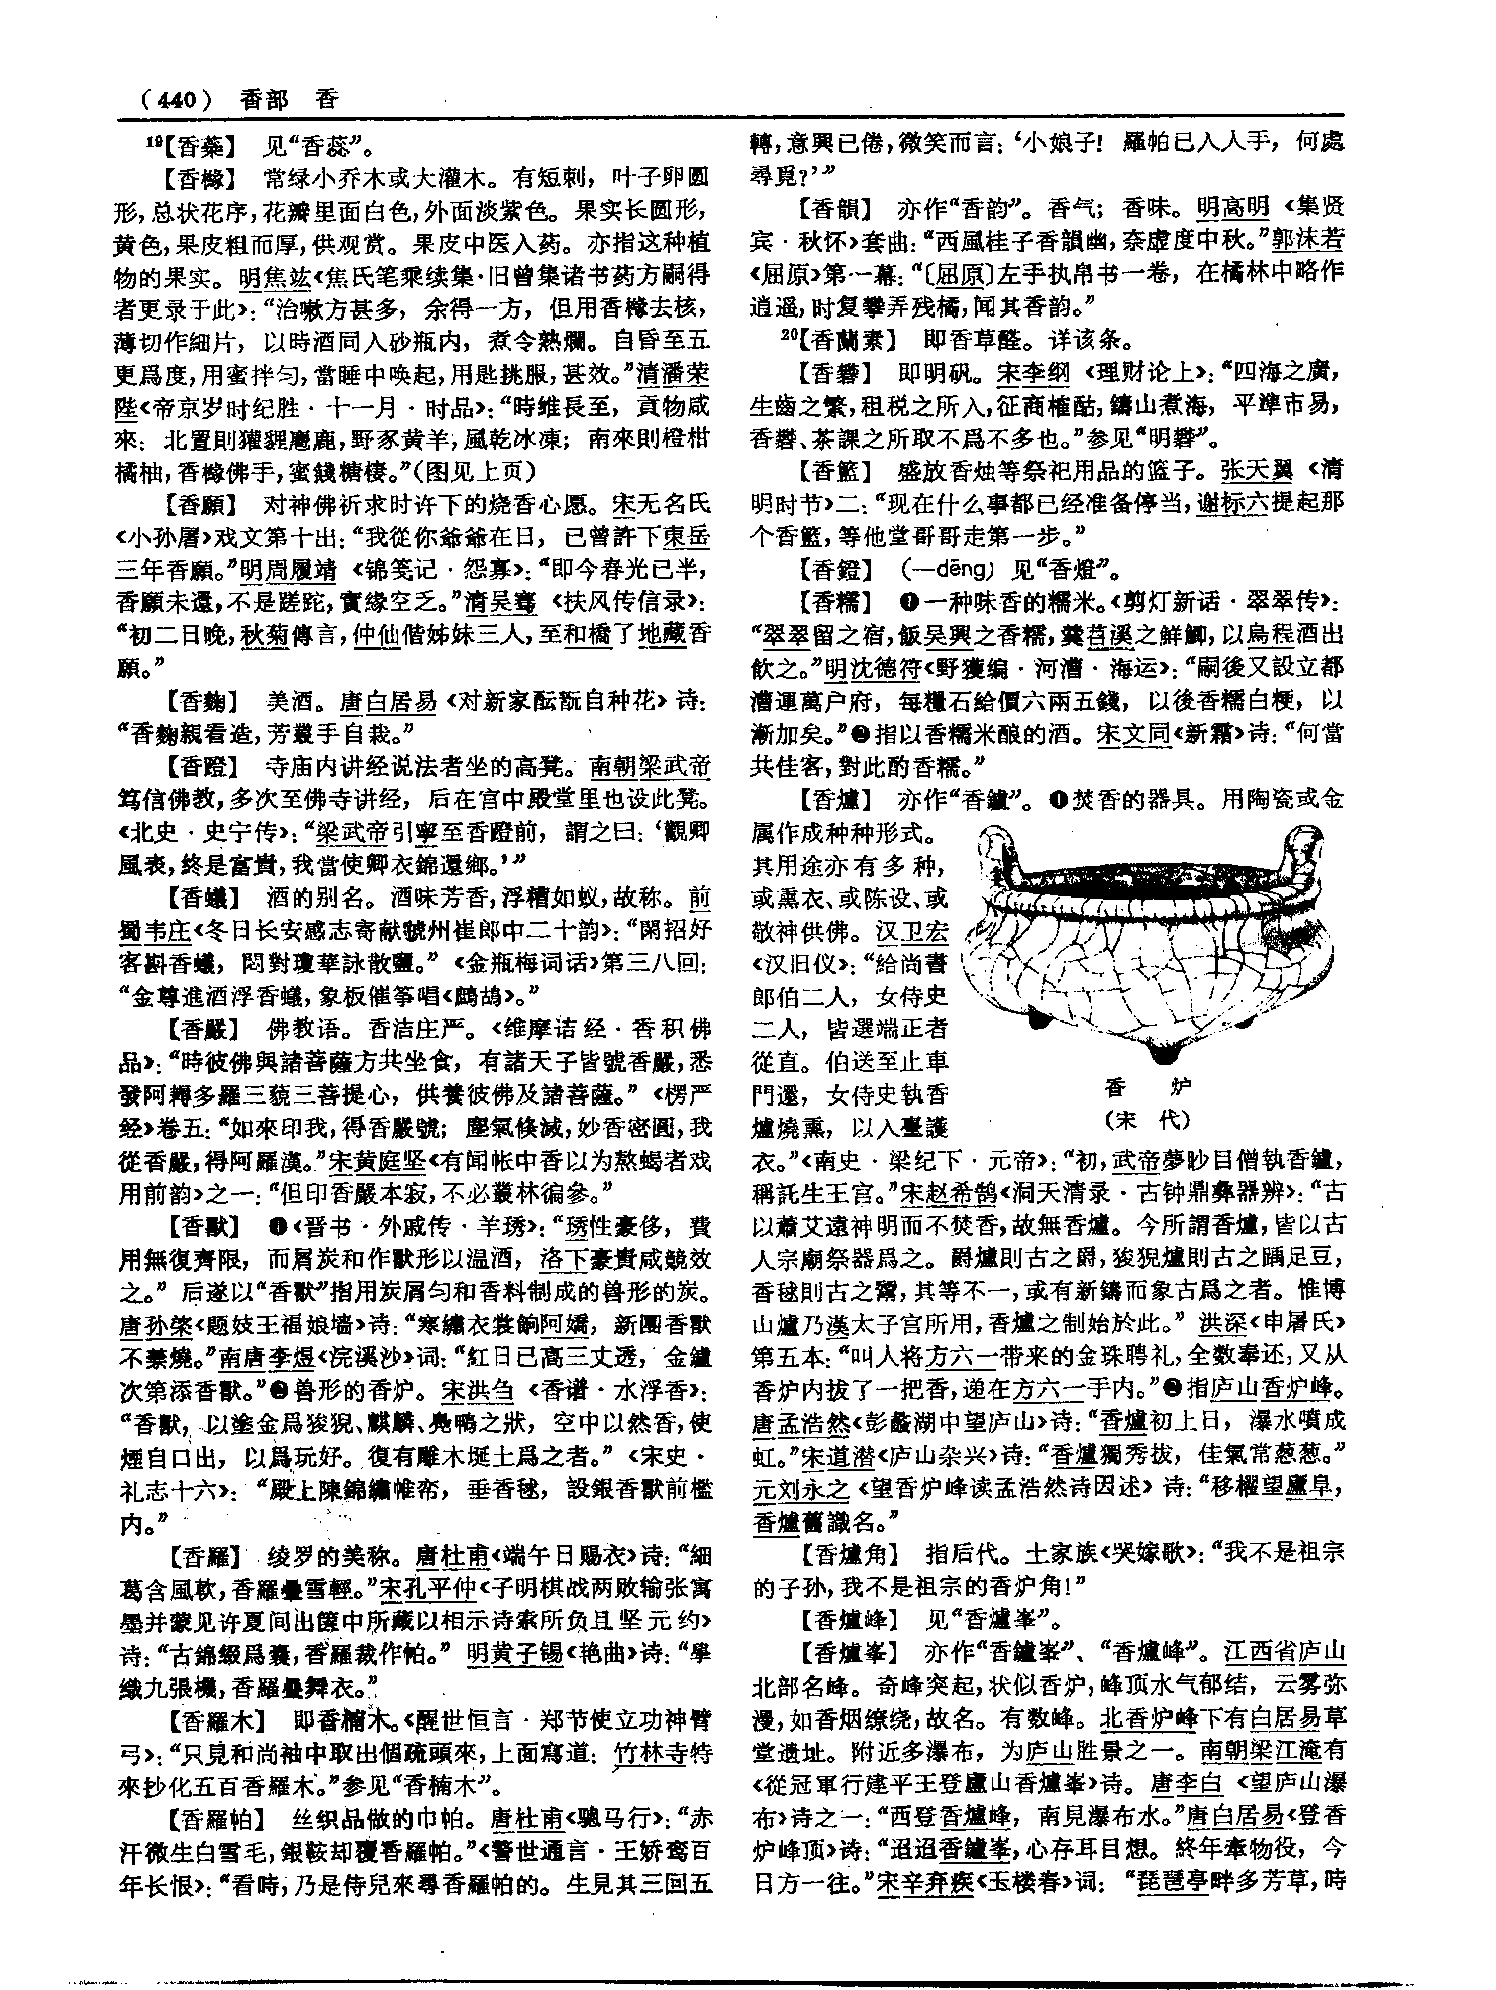 （440） 香部 香
¹⁹【香蘂】 见“香蕊”。
【香櫞】 常绿小乔木或大灌木。有短刺，叶子卵圆
形，总状花序，花瓣里面白色，外面淡紫色。果实长圆形，
黄色，果皮粗而厚，供观赏。果皮中医入药。亦指这种植
物的果实。明焦竑《焦氏笔乘续集·旧曾集诸书药方嗣得
者更录于此》：“治嗽方甚多，余得一方，但用香櫞去核，
薄切作細片，以時酒同入砂瓶内，煮令熟爛。自昏至五
更爲度，用蜜拌匀，當睡中唤起，用匙挑服，甚效。”清潘荣
陛《帝京岁时纪胜·十一月·时品》：“時維長至，貢物咸
來：北置則獾貍麅鹿，野豕黄羊，風乾冰凍；南來則橙柑
橘柚，香櫞佛手，蜜餞糖棲。”（图见上页）
【香願】 对神佛祈求时许下的烧香心愿。宋无名氏
《小孙屠》戏文第十出：“我從你爺爺在日，已曾許下東岳
三年香願。”明周履靖《锦笺记·怨寡》：“即今春光已半，
香願未還，不是蹉跎，實緣空乏。”清吴骞《扶风传信录》：
“初二日晚，秋菊傳言，仲仙偕姊妹三人，至和橋了地藏香
願。”
【香麴】 美酒。唐白居易《对新家酝翫自种花》诗：
“香麴親看造，芳叢手自栽。”
【香蹬】 寺庙内讲经说法者坐的高凳。南朝梁武帝
笃信佛教，多次至佛寺讲经，后在宫中殿堂里也设此凳。
《北史·史宁传》：“梁武帝引寧至香蹬前，謂之曰：‘觀卿
風表，終是富貴，我當使卿衣錦還鄉。’”
【香蟻】 酒的别名。酒味芳香，浮糟如蚁，故称。前
蜀韦庄《冬日长安感志寄献虢州崔郎中二十韵》：“閑招好
客斟香蟻，悶對瓊華詠散鹽。”《金瓶梅词话》第三八回：
“金尊進酒浮香蟻，象板催筝唱《鷓鴣》。”
【香嚴】 佛教语。香洁庄严。《维摩诘经·香积佛
品》：“時彼佛與諸菩薩方共坐食，有諸天子皆號香嚴，悉
發阿耨多羅三藐三菩提心，供養彼佛及諸菩薩。”《楞严
经》卷五：“如來印我，得香嚴號；塵氣倏滅，妙香密圓，我
從香嚴，得阿羅漢。”宋黄庭坚《有闻帐中香以为熬蝎者戏
用前韵》之一：“但印香嚴本寂，不必叢林徧參。”
【香獸】 ❶《晋书·外戚传·羊琇》：“琇性豪侈，費
用無復齊限，而屑炭和作獸形以温酒，洛下豪貴咸競效
之。”后遂以“香獸”指用炭屑匀和香料制成的兽形的炭。
唐孙棨《题妓王福娘墙》诗：“寒繡衣裳餉阿嬌，新團香獸
不禁燒。”南唐李煜《浣溪沙》词：“紅日已高三丈透，金鑪
次第添香獸。”❷兽形的香炉。宋洪刍《香谱·水浮香》：
“香獸，以塗金爲狻猊、麒麟、凫鴨之狀，空中以然香，使
煙自口出，以爲玩好。復有雕木埏土爲之者。”《宋史·
礼志十六》：“殿上陳錦繡帷帟，垂香毬，設銀香獸前檻
内。”
【香羅】 绫罗的美称。唐杜甫《端午日赐衣》诗：“細
葛含風軟，香羅疊雪輕。”宋孔平仲《子明棋战两败输张寓
墨并蒙见许夏间出箧中所藏以相示诗索所负且坚元约》
诗：“古錦綴爲囊，香羅裁作帕。”明黄子锡《艳曲》诗：“學
織九張機，香羅疊舞衣。”
【香羅木】 即香楠木。《醒世恒言·郑节使立功神臂
弓》：“只見和尚袖中取出個疏頭來，上面寫道：竹林寺特
來抄化五百香羅木。”参见“香楠木”。
【香羅帕】 丝织品做的巾帕。唐杜甫《骢马行》：“赤
汗微生白雪毛，銀鞍却覆香羅帕。”《警世通言·王娇鸾百
年长恨》：“看時，乃是侍兒來尋香羅帕的。生見其三回五
轉，意興已倦，微笑而言：‘小娘子！羅帕已入人手，何處
尋覓？’”
【香韻】 亦作“香韵”。香气；香味。明高明《集贤
宾·秋怀》套曲：“西風桂子香韻幽，奈虚度中秋。”郭沫若
《屈原》第一幕：“〔屈原〕左手执帛书一卷，在橘林中略作
逍遥，时复攀弄残橘，闻其香韵。”
²⁰【香蘭素】 即香草醛。详该条。
【香礬】 即明矾。宋李纲《理财论上》：“四海之廣，
生齒之繁，租税之所入，征商榷酤，鑄山煮海，平準市易，
香礬、茶課之所取不爲不多也。”参见“明礬”。
【香籃】 盛放香烛等祭祀用品的篮子。张天翼《清
明时节》二：“现在什么事都已经准备停当，谢标六提起那
个香籃，等他堂哥哥走第一步。”
【香鐙】 （—dēng）见“香燈”。
【香糯】 ❶一种味香的糯米。《剪灯新话·翠翠传》：
“翠翠留之宿，飯吴興之香糯，羹苕溪之鮮鯽，以烏程酒出
飲之。”明沈德符《野獲编·河漕·海运》：“嗣後又設立都
漕運萬户府，每糧石給價六兩五錢，以後香糯白粳，以
漸加矣。”❷指以香糯米酿的酒。宋文同《新霜》诗：“何當
共佳客，對此酌香糯。”
【香爐】 亦作“香鑪”。❶焚香的器具。用陶瓷或金
属作成种种形式。
其用途亦有多种，
或熏衣、或陈设、或
敬神供佛。汉卫宏
《汉旧仪》：“給尚書
郎伯二人，女侍史
二人，皆選端正者
從直。伯送至止車
門還，女侍史執香
爐燒熏，以入臺護
香 炉
（宋 代）
衣。”《南史·梁纪下·元帝》：“初，武帝夢眇目僧執香鑪，
稱託生王宫。”宋赵希鹄《洞天清录·古钟鼎彝器辨》：“古
以蕭艾達神明而不焚香，故無香爐。今所謂香爐，皆以古
人宗廟祭器爲之。爵爐則古之爵，狻猊爐則古之踽足豆，
香毬則古之鬵，其等不一，或有新鑄而象古爲之者。惟博
山爐乃漢太子宫所用，香爐之制始於此。”洪深《申屠氏》
第五本：“叫人将方六一带来的金珠聘礼，全数奉还，又从
香炉内拔了一把香，递在方六一手内。”❷指庐山香炉峰。
唐孟浩然《彭蠡湖中望庐山》诗：“香爐初上日，瀑水噴成
虹。”宋道潜《庐山杂兴》诗：“香爐獨秀拔，佳氣常葱葱。”
元刘永之《望香炉峰读孟浩然诗因述》诗：“移櫂望廬阜，
香爐舊識名。”
【香爐角】 指后代。土家族《哭嫁歌》：“我不是祖宗
的子孙，我不是祖宗的香炉角！”
【香爐峰】 见“香爐峯”。
【香爐峯】 亦作“香鑪峯”、“香爐峰”。江西省庐山
北部名峰。奇峰突起，状似香炉，峰顶水气郁结，云雾弥
漫，如香烟缭绕，故名。有数峰。北香炉峰下有白居易草
堂遗址。附近多瀑布，为庐山胜景之一。南朝梁江淹有
《從冠軍行建平王登廬山香爐峯》诗。唐李白《望庐山瀑
布》诗之一：“西登香爐峰，南見瀑布水。”唐白居易《登香
炉峰顶》诗：“迢迢香鑪峯，心存耳目想。終年牽物役，今
日方一往。”宋辛弃疾《玉楼春》词：“琵琶亭畔多芳草，時